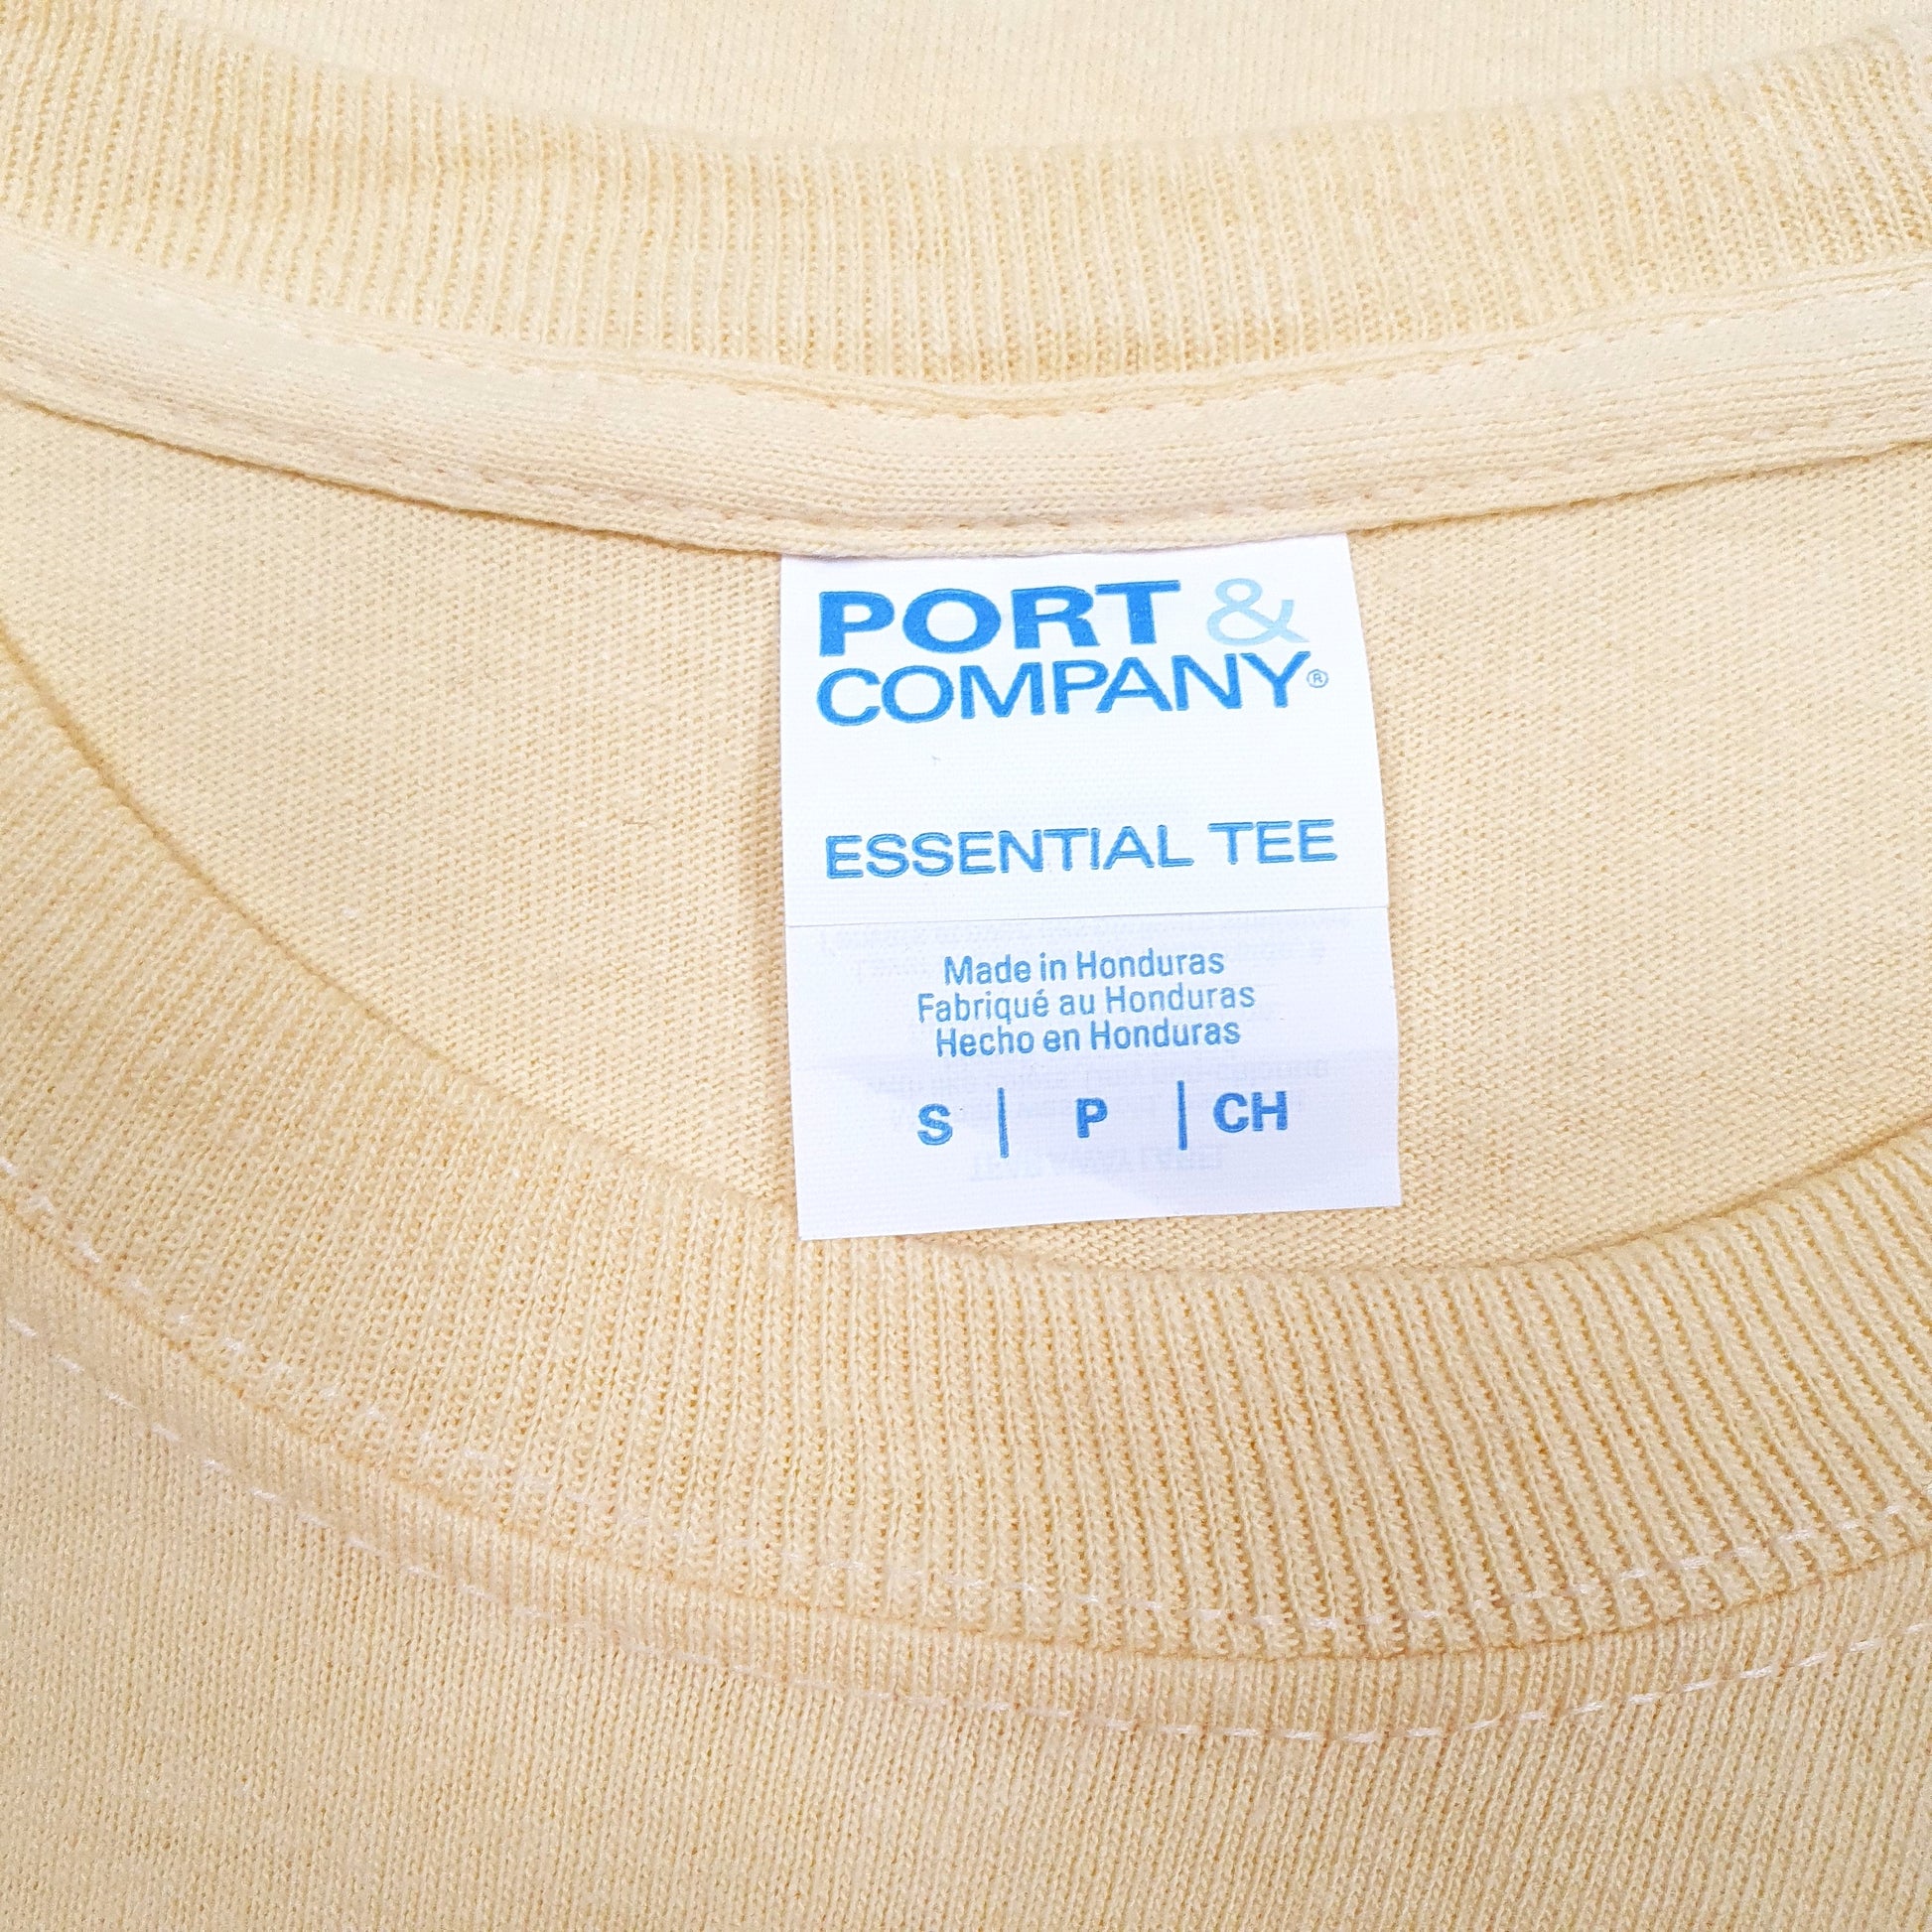 PORT &
COMPANY®
ESSENTIAL TEE
Made in Honduras
Fabriqué au Honduras
Hecho en Honduras
S | P | CH